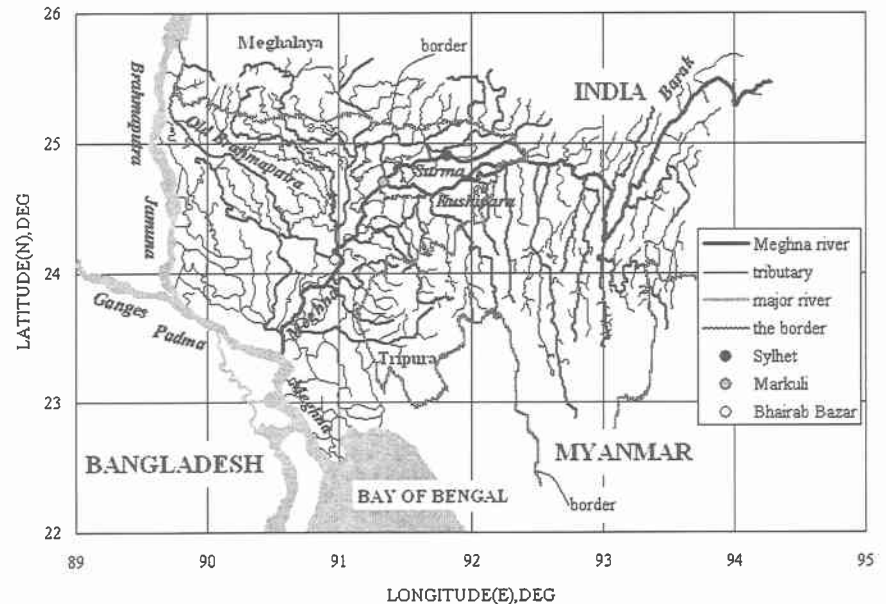 26
25
24
23
22
LATITUDE(N), DEG
89
90
91
92
93
94
95
LONGITUDE(E), DEG
Meghalaya
border
INDIA
Barak
Brahmaputra
Old Brahmapatra
Surma
Kushiyara
Jamuna
Ganges
Padma
Meghna
Tripura
Meghna
BANGLADESH
BAY OF BENGAL
MYANMAR
border
Meghna river
tributary
major river
the border
Sylhet
Markuli
Bhairab Bazar